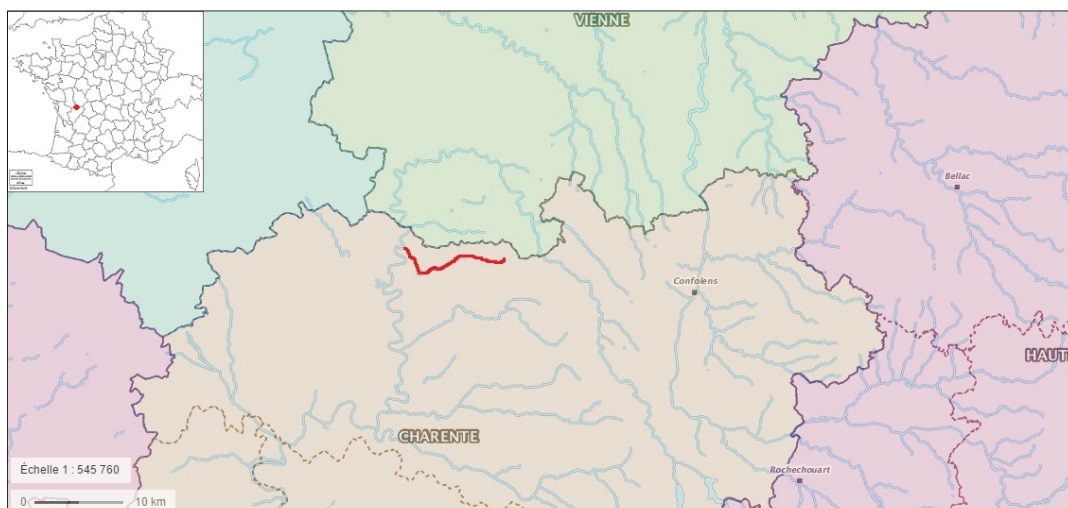 VIENNE
Bellac
Confolens
HAUT
CHARENTE
Échelle 1 : 545 760
Rochechouart
0 10 km